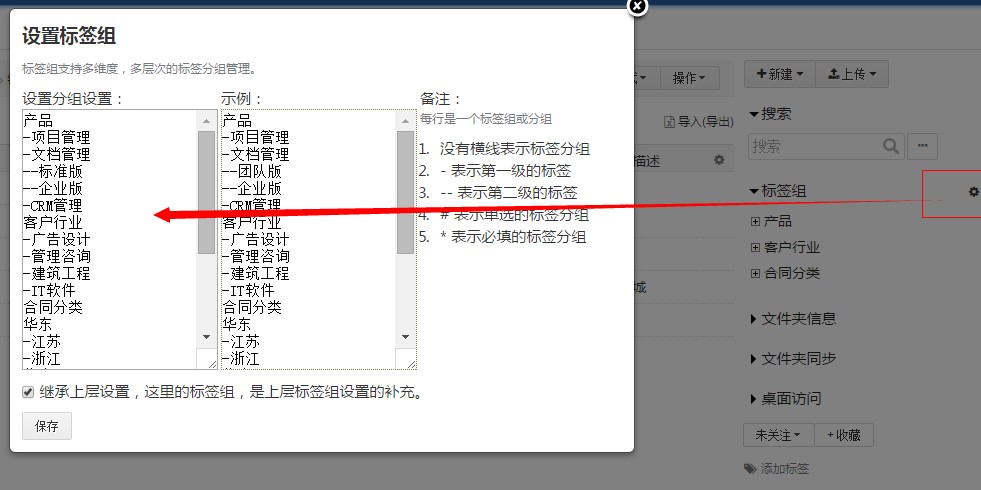 设置标签组
标签组支持多维度，多层次的标签分组管理。
设置分组设置：
产品
-项目管理
-文档管理
--标准版
--企业版
-CRM管理
客户行业
-广告设计
-管理咨询
-建筑工程
-IT软件
合同分类
华东
-江苏
-浙江
示例：
产品
-项目管理
-文档管理
--团队版
--企业版
-CRM管理
客户行业
-广告设计
-管理咨询
-建筑工程
-IT软件
合同分类
华东
-江苏
-浙江
备注：
每行是一个标签组或分组
1. 没有横线表示标签分组
2. - 表示第一级的标签
3. -- 表示第二级的标签
4. # 表示单选的标签分组
5. * 表示必填的标签分组
继承上层设置，这里的标签组，是上层标签组设置的补充。
保存
操作
导入(导出)
描述
城
+新建
上传
搜索
搜索
标签组
产品
客户行业
合同分类
文件夹信息
文件夹同步
桌面访问
未关注
+收藏
添加标签